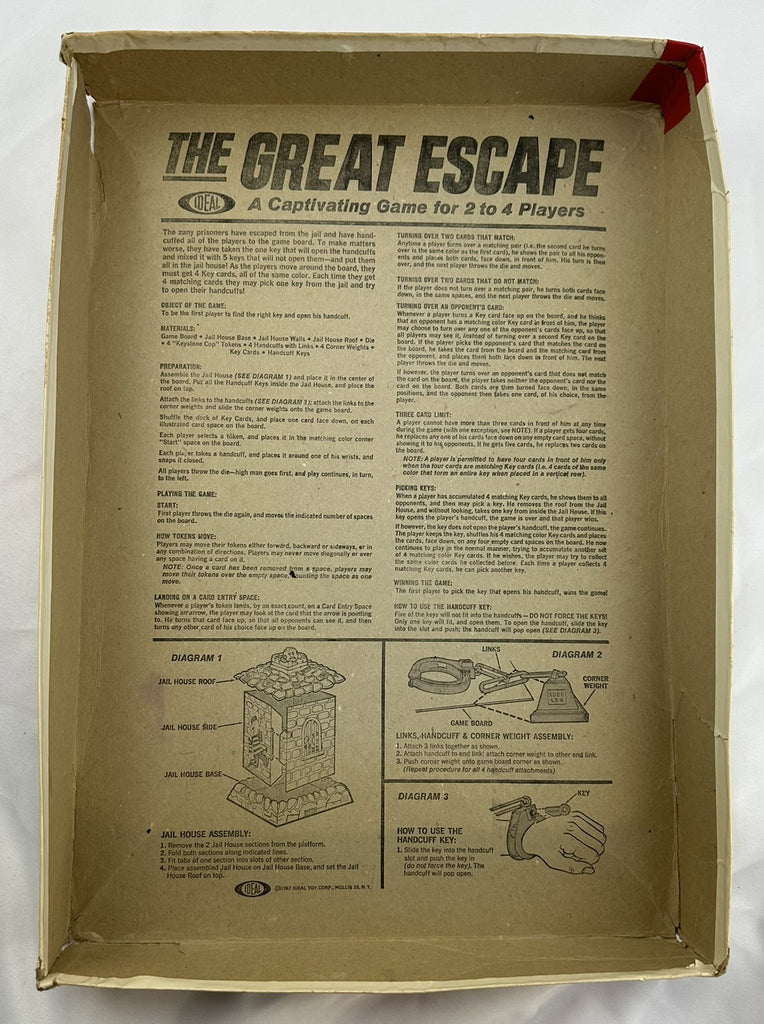 THE GREAT ESCAPE
IDEAL
A Captivating Game for 2 to 4 Players
The zany prisoners have escaped from the jail and have hand-
cuffed all of the players to the game board. To make matters
worse, they have taken the one key that will open the handcuffs
and mixed it with 5 keys that will not open them—and put them
all in the jail house! As the players move around the board, they
must get 4 Key cards, all of the same color. Each time they get
4 matching cards they may pick one key from the jail and try
to open their handcuffs!
OBJECT OF THE GAME:
To be the first player to find the right key and open his handcuff.
MATERIALS:
Game Board • Jail House Base • Jail House Walls • Jail House Roof • Die
• 4 "Keystone Cop" Tokens • 4 Handcuffs with Links • 4 Corner Weights •
Key Cards • Handcuff Keys
PREPARATION:
Assemble the Jail House (SEE DIAGRAM 1) and place it in the center of
the board. Put all the Handcuff Keys inside the Jail House, and place the
roof on top.
Attach the links to the handcuffs (SEE DIAGRAM 2); attach the links to the
corner weights and slide the corner weights onto the game board.
Shuffle the deck of Key Cards, and place one card face down, on each
illustrated card space on the board.
Each player selects a token, and places it in the matching color corner
"Start" space on the board.
Each player takes a handcuff, and places it around one of his wrists, and
snaps it closed.
All players throw the die—high man goes first, and play continues, in turn,
to the left.
PLAYING THE GAME:
START:
First player throws the die again, and moves the indicated number of spaces
on the board.
HOW TOKENS MOVE:
Players may move their tokens either forward, backward or sideways, or in
any combination of directions. Players may never move diagonally or over
any space having a card on it.
NOTE: Once a card has been removed from a space, players may
move their tokens over the empty space, counting the space as one
move.
LANDING ON A CARD ENTRY SPACE:
Whenever a player's token lands, by an exact count, on a Card Entry Space
showing an arrow, the player may look at the card that the arrow is pointing
to. He turns that card face up, so that all opponents can see it, and then
turns any other card of his choice face up on the board.
TURNING OVER TWO CARDS THAT MATCH:
Anytime a player turns over a matching pair (i.e. the second card he turns
over is the same color as the first card), he shows the pair to all his oppon-
ents and places both cards, face down, in front of him. His turn is then
over, and the next player throws the die and moves.
TURNING OVER TWO CARDS THAT DO NOT MATCH:
If the player does not turn over a matching pair, he turns both cards face
down, in the same spaces, and the next player throws the die and moves.
TURNING OVER AN OPPONENT'S CARD:
Whenever a player turns a Key card face up on the board, and he thinks
that an opponent has a matching color Key card in front of him, the player
may choose to turn over any one of the opponent's cards face up, so that
all players may see it, instead of turning over a second Key card on the
board. If the player picks the opponent's card that matches the card on
the board, he takes the card from the board and the matching card from
the opponent, and places them both face down in front of him. The next
player throws the die and moves.
If however, the player turns over an opponent's card that does not match
the card on the board, the player takes neither the opponent's card nor the
card on the board. Both cards are then turned face down, in the same
positions, and the opponent then takes one card, of his choice, from the
player.
THREE CARD LIMIT:
A player cannot have more than three cards in front of him at any time
during the game (with one exception, see NOTE). If a player gets four cards,
he replaces any one of his cards face down on any empty card space, without
showing it to his opponents. If he gets five cards, he replaces two cards on
the board.
NOTE: A player is permitted to have four cards in front of him only
when the four cards are matching Key cards (i.e. 4 cards of the same
color that form an entire key when placed in a vertical row).
PICKING KEYS:
When a player has accumulated 4 matching Key cards, he shows them to all
opponents, and then may pick a key. He removes the roof from the Jail
House, and without looking, takes one key from inside the Jail House. If this
key opens the player's handcuff, the game is over and that player wins.
If however, the key does not open the player's handcuff, the game continues.
The player keeps the key, shuffles his 4 matching Color Key cards and places
the cards, face down, on any four empty card spaces on the board. He now
continues to play in the normal manner, trying to accumulate another set
of 4 matching color Key cards. If he wishes, the player may try to collect
the same color cards he collected before. Each time a player collects 4
matching Key cards, he can pick another key.
WINNING THE GAME:
The first player to pick the key that opens his handcuff, wins the game!
HOW TO USE THE HANDCUFF KEY:
Five of the keys will not fit into the handcuffs — DO NOT FORCE THE KEYS!
Only one key will fit, and open them. To open the handcuff, slide the key
into the slot and push; the handcuff will pop open (SEE DIAGRAM 3).
DIAGRAM 1
JAIL HOUSE ROOF
JAIL HOUSE SIDE
JAIL HOUSE BASE
JAIL HOUSE ASSEMBLY:
1. Remove the 2 Jail House sections from the platform.
2. Fold both sections along indicated lines.
3. Fit tabs of one section into slots of other section.
4. Place assembled Jail House on Jail House Base, and set the Jail
House Roof on top.
IDEAL
©1967 IDEAL TOY CORP., HOLLIS 23, N.Y.
LINKS
DIAGRAM 2
CORNER
WEIGHT
1000
LBS
GAME BOARD
LINKS, HANDCUFF & CORNER WEIGHT ASSEMBLY:
1. Attach 3 links together as shown.
2. Attach handcuff to end link; attach corner weight to other end link.
3. Push corner weight onto game board corner as shown.
(Repeat procedure for all 4 handcuff attachments)
DIAGRAM 3
KEY
HOW TO USE THE
HANDCUFF KEY:
1. Slide the key into the handcuff
slot and push the key in
(do not force the key). The
handcuff will pop open.